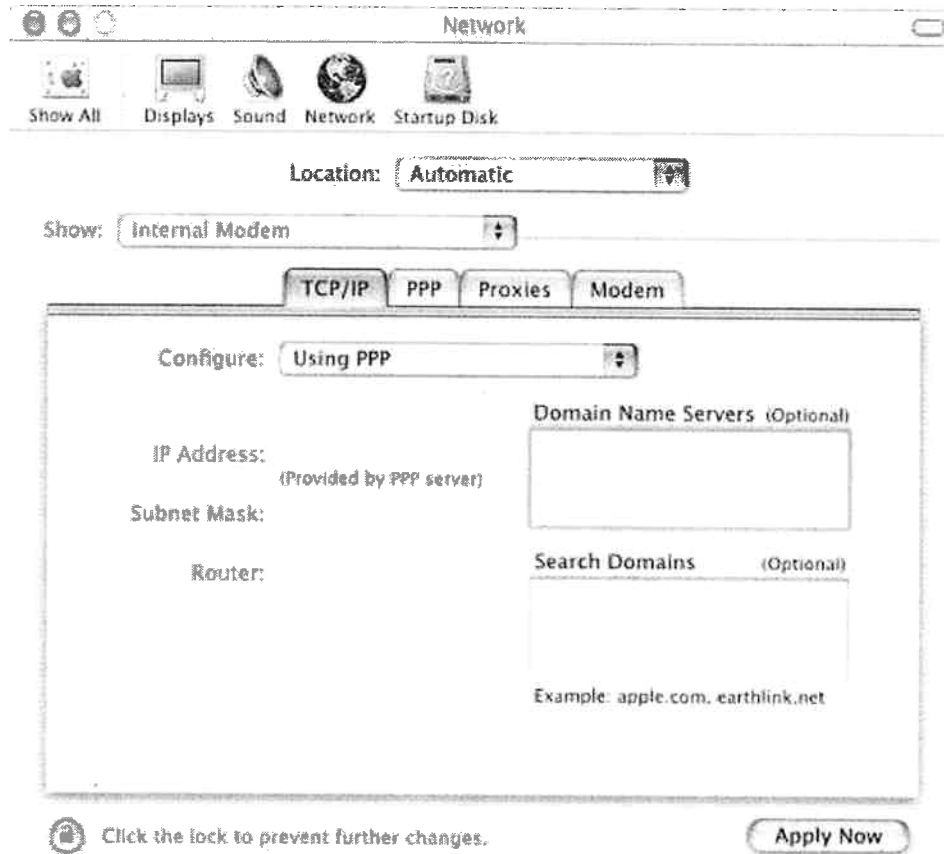 Network
Show All Displays Sound Network Startup Disk
Location: Automatic
Show: Internal Modem
TCP/IP PPP Proxies Modem
Configure: Using PPP
Domain Name Servers (Optional)
IP Address:
(Provided by PPP server)
Subnet Mask:
Search Domains (Optional)
Router:
Example: apple.com, earthlink.net
Click the lock to prevent further changes.
Apply Now